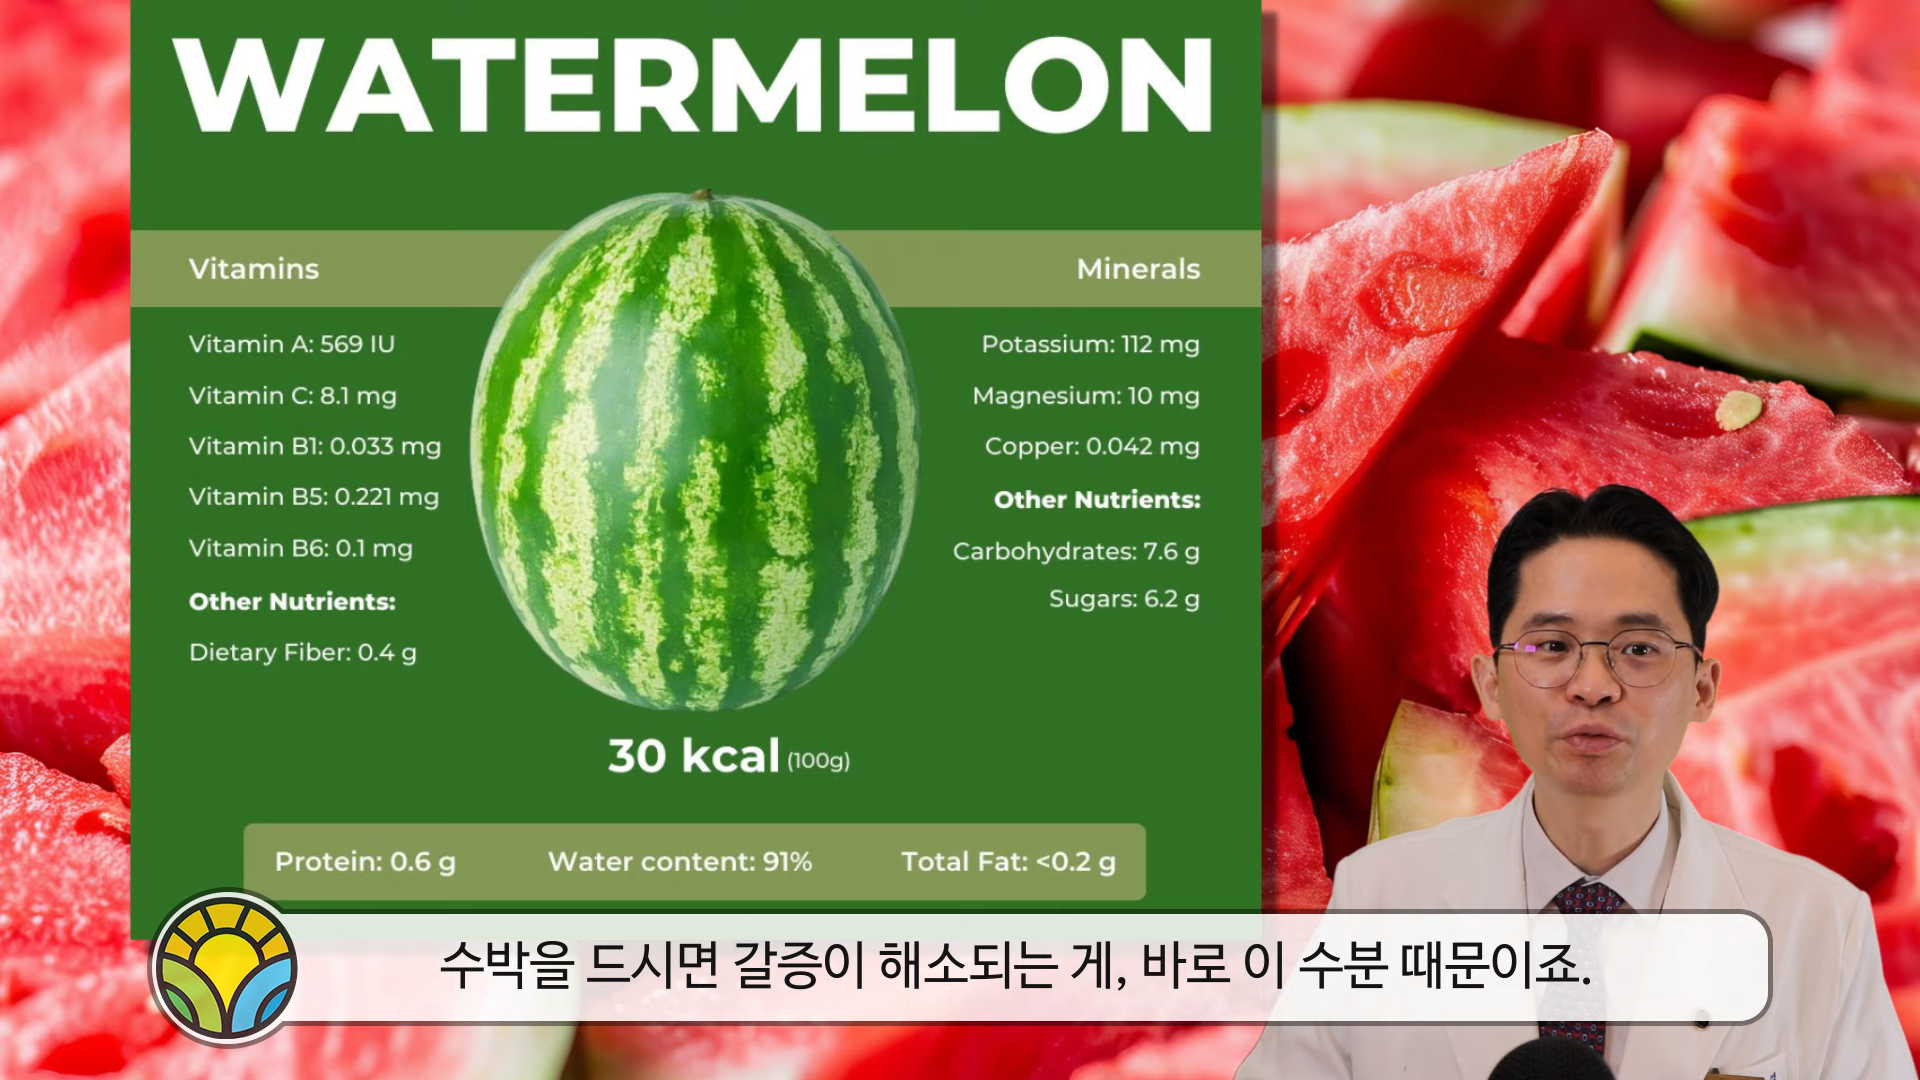 WATERMELON
Vitamins
Vitamin A: 569 IU
Vitamin C: 8.1 mg
Vitamin B1: 0.033 mg
Vitamin B5: 0.221 mg
Vitamin B6: 0.1 mg
Other Nutrients:
Dietary Fiber: 0.4 g
Minerals
Potassium: 112 mg
Magnesium: 10 mg
Copper: 0.042 mg
Other Nutrients:
Carbohydrates: 7.6 g
Sugars: 6.2 g
30 kcal (100g)
Protein: 0.6 g
Water content: 91%
Total Fat: <0.2 g
수박을 드시면 갈증이 해소되는 게, 바로 이 수분 때문이죠.